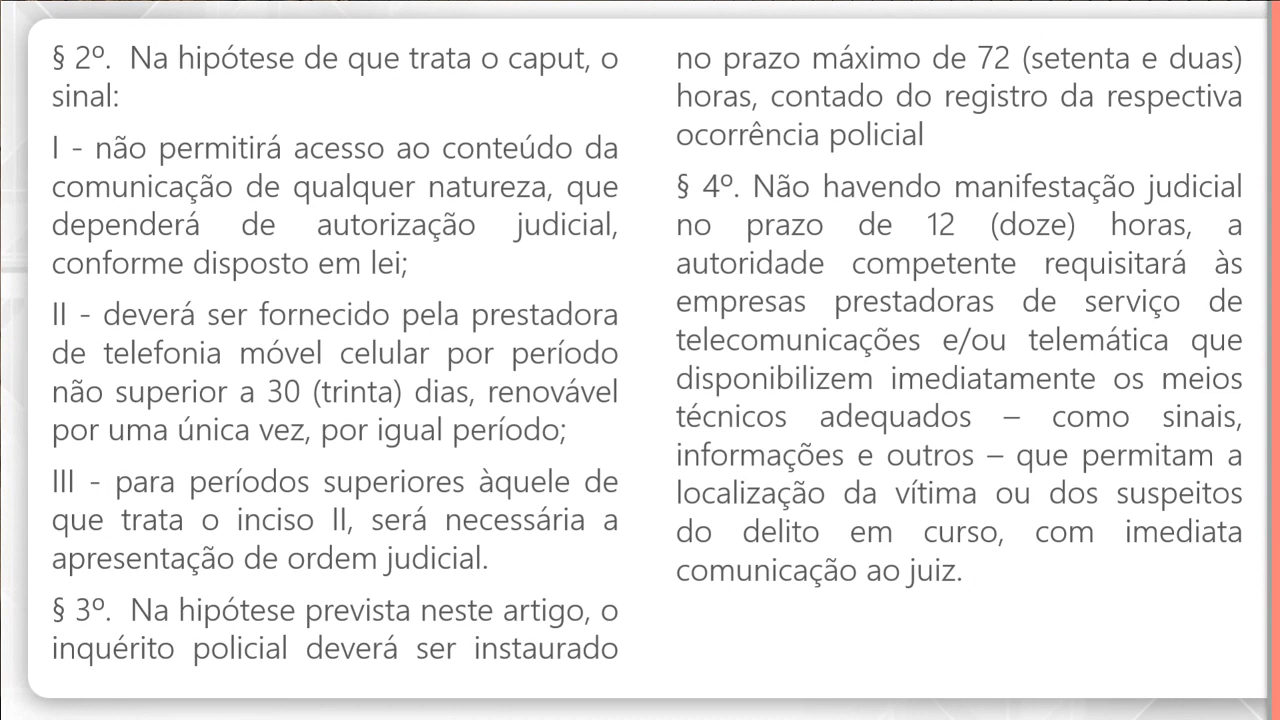 § 2º. Na hipótese de que trata o caput, o
sinal:
I - não permitirá acesso ao conteúdo da
comunicação de qualquer natureza, que
dependerá de autorização judicial,
conforme disposto em lei;
II - deverá ser fornecido pela prestadora
de telefonia móvel celular por período
não superior a 30 (trinta) dias, renovável
por uma única vez, por igual período;
III - para períodos superiores àquele de
que trata o inciso II, será necessária a
apresentação de ordem judicial.
§ 3º. Na hipótese prevista neste artigo, o
inquérito policial deverá ser instaurado
no prazo máximo de 72 (setenta e duas)
horas, contado do registro da respectiva
ocorrência policial
§ 4º. Não havendo manifestação judicial
no prazo de 12 (doze) horas, a
autoridade competente requisitará às
empresas prestadoras de serviço de
telecomunicações e/ou telemática que
disponibilizem imediatamente os meios
técnicos adequados – como sinais,
informações e outros – que permitam a
localização da vítima ou dos suspeitos
do delito em curso, com imediata
comunicação ao juiz.